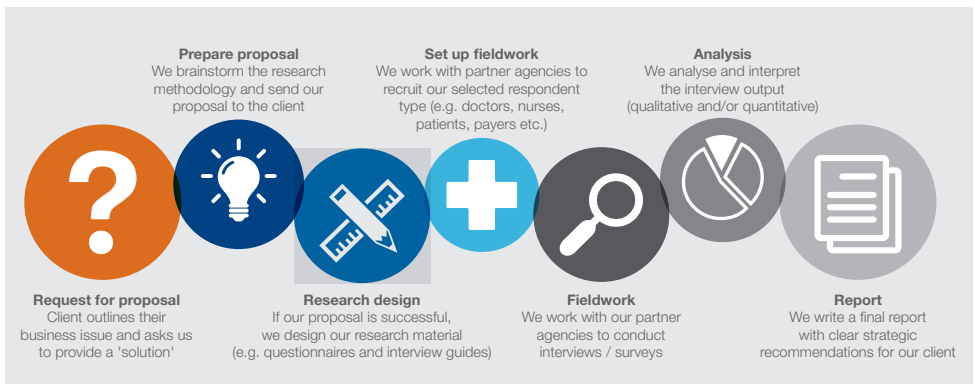 Prepare proposal
We brainstorm the research
methodology and send our
proposal to the client
Set up fieldwork
We work with partner agencies to
recruit our selected respondent
type (e.g. doctors, nurses,
patients, payers etc.)
Analysis
We analyse and interpret
the interview output
(qualitative and/or quantitative)
?
Request for proposal
Client outlines their
business issue and asks us
to provide a 'solution'
Research design
If our proposal is successful,
we design our research material
(e.g. questionnaires and interview guides)
Fieldwork
We work with our partner
agencies to conduct
interviews / surveys
Report
We write a final report
with clear strategic
recommendations for our client